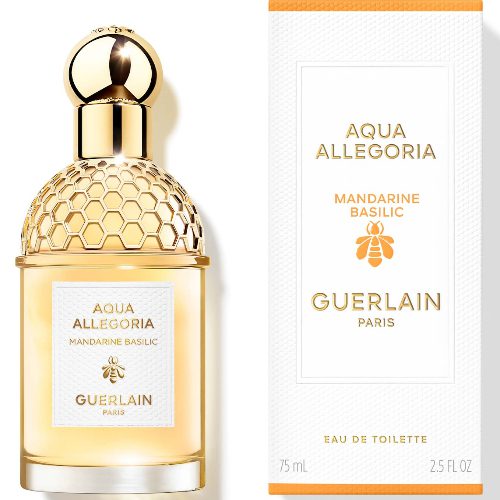 AQUA
ALLEGORIA
MANDARINE BASILIC
GUERLAIN
PARIS
AQUA
ALLEGORIA
MANDARINE
BASILIC
GUERLAIN
PARIS
EAU DE TOILETTE
75 mL 2.5 FL OZ